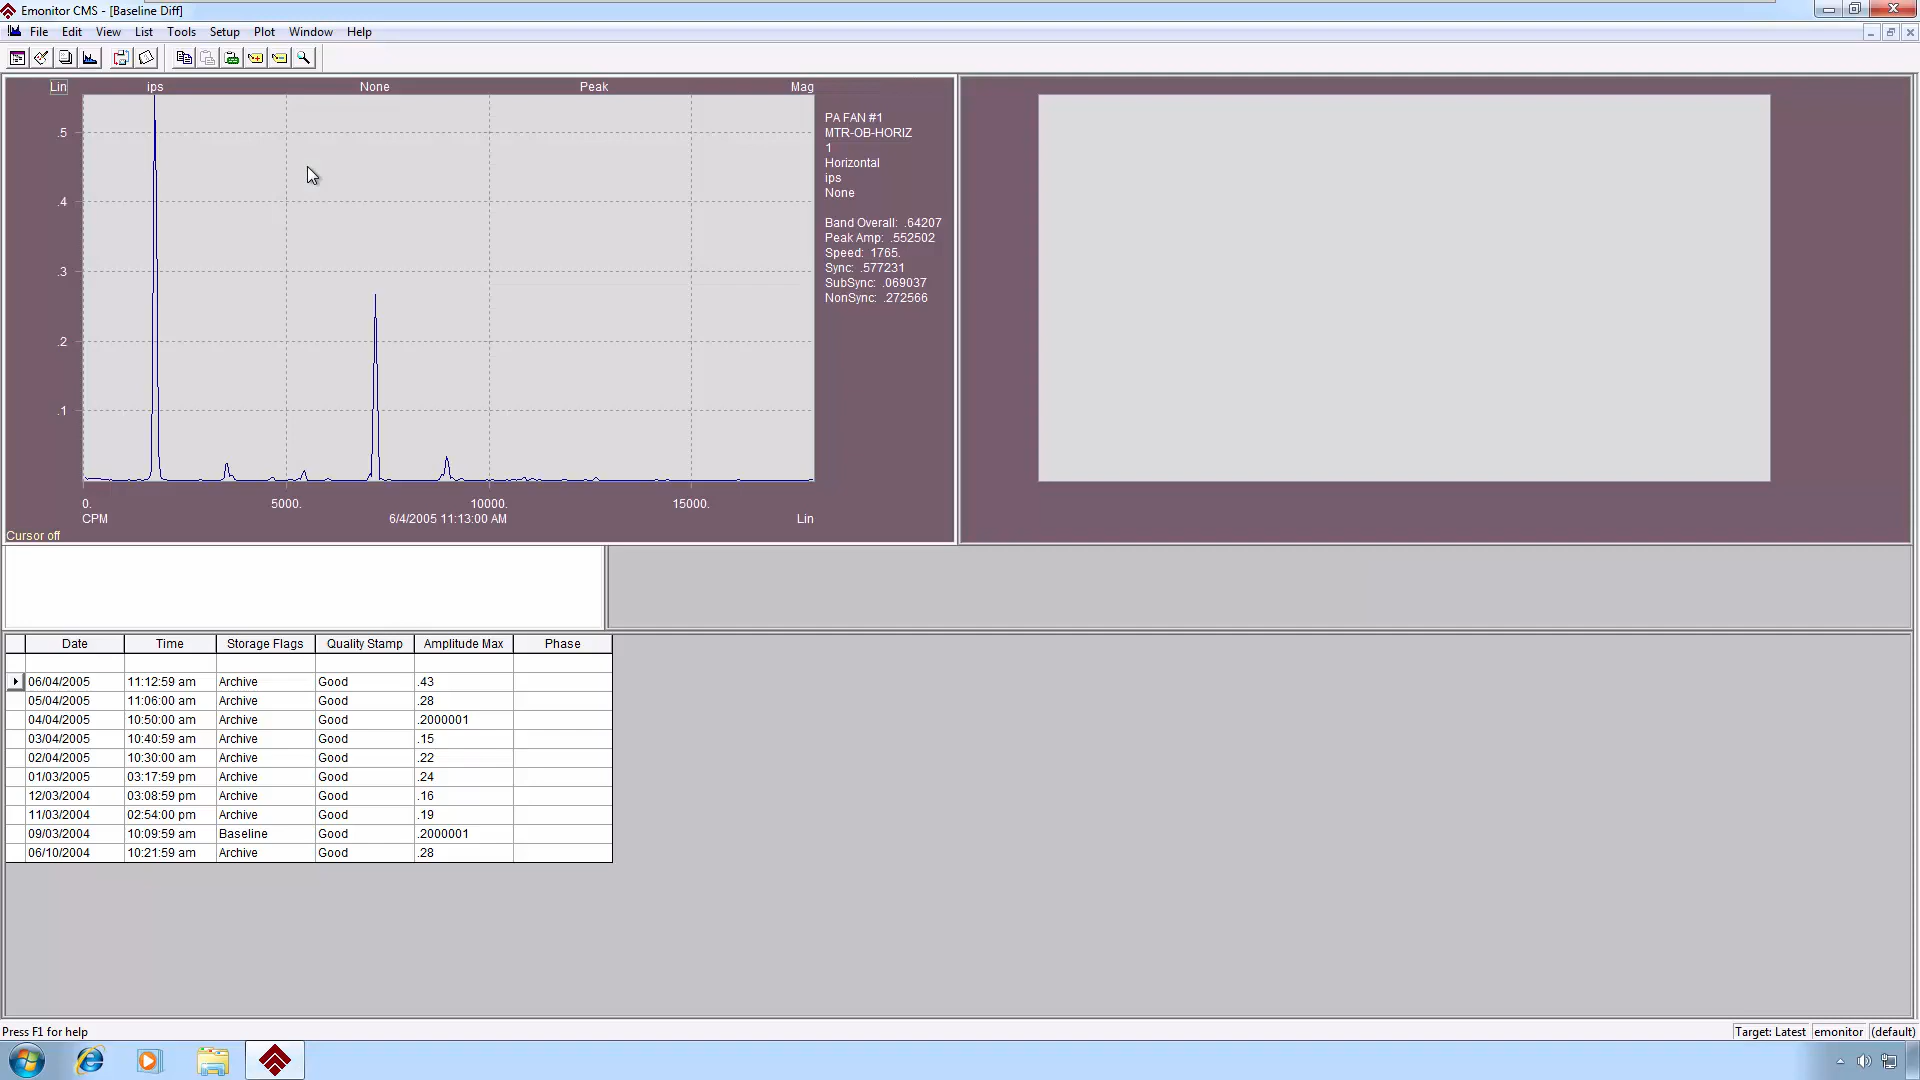 Emonitor CMS - [Baseline Diff]
File Edit View List Tools Setup Plot Window Help
Lin ips None Peak Mag
.5
.4
.3
.2
.1
0. 5000. 10000. 15000.
CPM 6/4/2005 11:13:00 AM Lin
Cursor off
PA FAN #1
MTR-OB-HORIZ
1
Horizontal
ips
None
Band Overall: .64207
Peak Amp: .552502
Speed: 1765.
Sync: .577231
SubSync: .069037
NonSync: .272566
Date Time Storage Flags Quality Stamp Amplitude Max Phase
06/04/2005 11:12:59 am Archive Good .43
05/04/2005 11:06:00 am Archive Good .28
04/04/2005 10:50:00 am Archive Good .2000001
03/04/2005 10:40:59 am Archive Good .15
02/04/2005 10:30:00 am Archive Good .22
01/03/2005 03:17:59 pm Archive Good .24
12/03/2004 03:08:59 pm Archive Good .16
11/03/2004 02:54:00 pm Archive Good .19
09/03/2004 10:09:59 am Baseline Good .2000001
06/10/2004 10:21:59 am Archive Good .28
Press F1 for help Target: Latest emonitor (default)